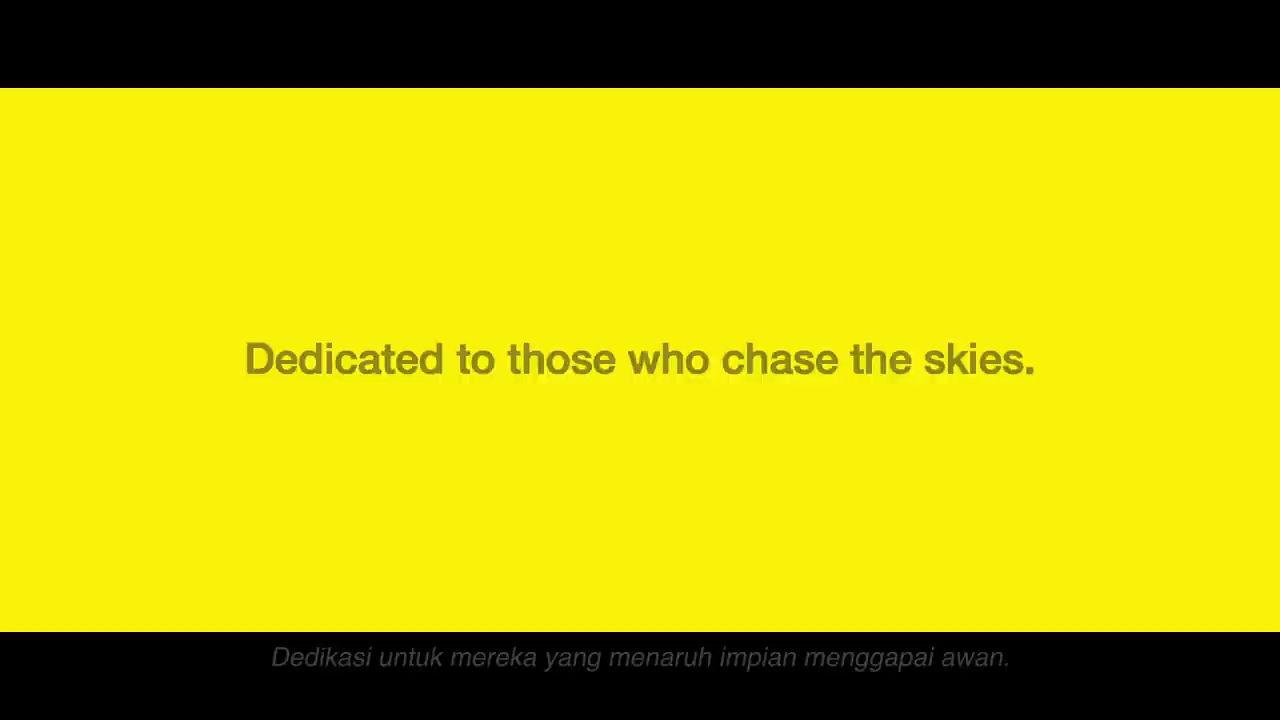 Dedicated to those who chase the skies.
Dedikasi untuk mereka yang menaruh impian menggapai awan.